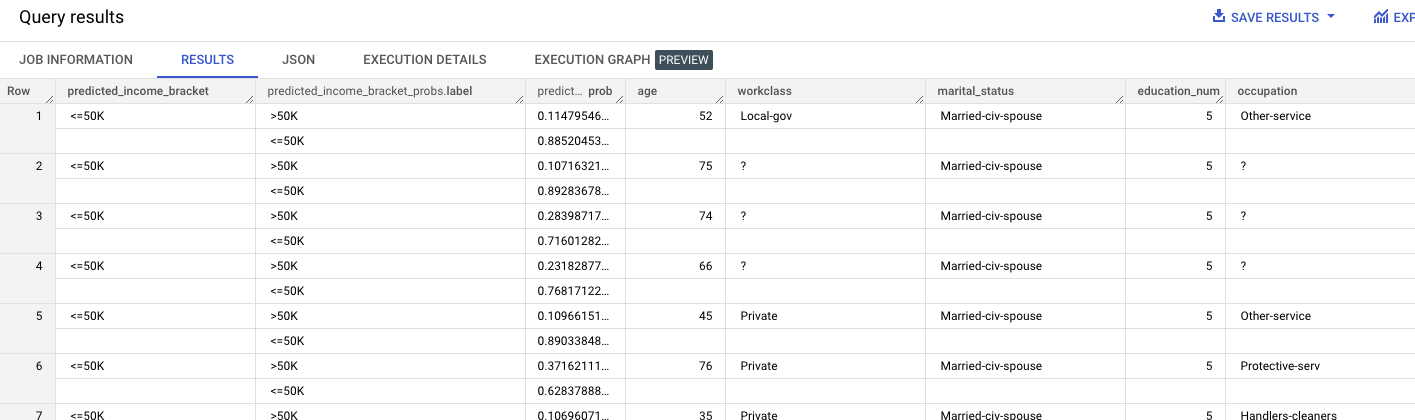 Query results SAVE RESULTS EXP
JOB INFORMATION RESULTS JSON EXECUTION DETAILS EXECUTION GRAPH PREVIEW
Row predicted_income_bracket predicted_income_bracket_probs.label predict... prob age workclass marital_status education_num occupation
1 <=50K >50K 0.11479546... 52 Local-gov Married-civ-spouse 5 Other-service
<=50K 0.88520453...
2 <=50K >50K 0.10716321... 75 ? Married-civ-spouse 5 ?
<=50K 0.89283678...
3 <=50K >50K 0.28398717... 74 ? Married-civ-spouse 5 ?
<=50K 0.71601282...
4 <=50K >50K 0.23182877... 66 ? Married-civ-spouse 5 ?
<=50K 0.76817122...
5 <=50K >50K 0.10966151... 45 Private Married-civ-spouse 5 Other-service
<=50K 0.89033848...
6 <=50K >50K 0.37162111... 76 Private Married-civ-spouse 5 Protective-serv
<=50K 0.62837888...
7 <=50K >50K 0.10696071... 35 Private Married-civ-spouse 5 Handlers-cleaners